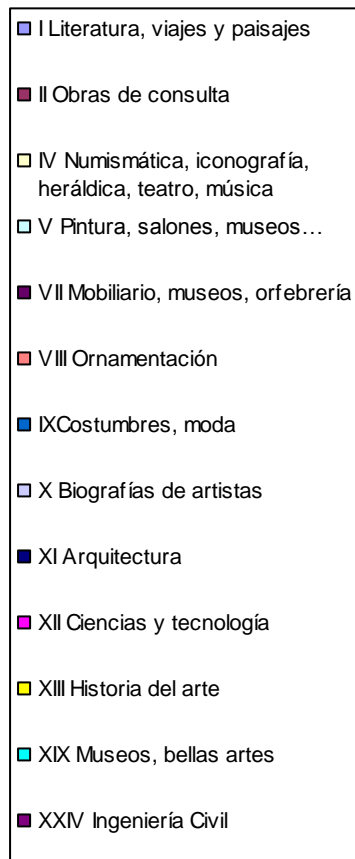 I Literatura, viajes y paisajes
II Obras de consulta
IV Numismática, iconografía,
heráldica, teatro, música
V Pintura, salones, museos…
VII Mobiliario, museos, orfebrería
VIII Ornamentación
IXCostumbres, moda
X Biografías de artistas
XI Arquitectura
XII Ciencias y tecnología
XIII Historia del arte
XIX Museos, bellas artes
XXIV Ingeniería Civil